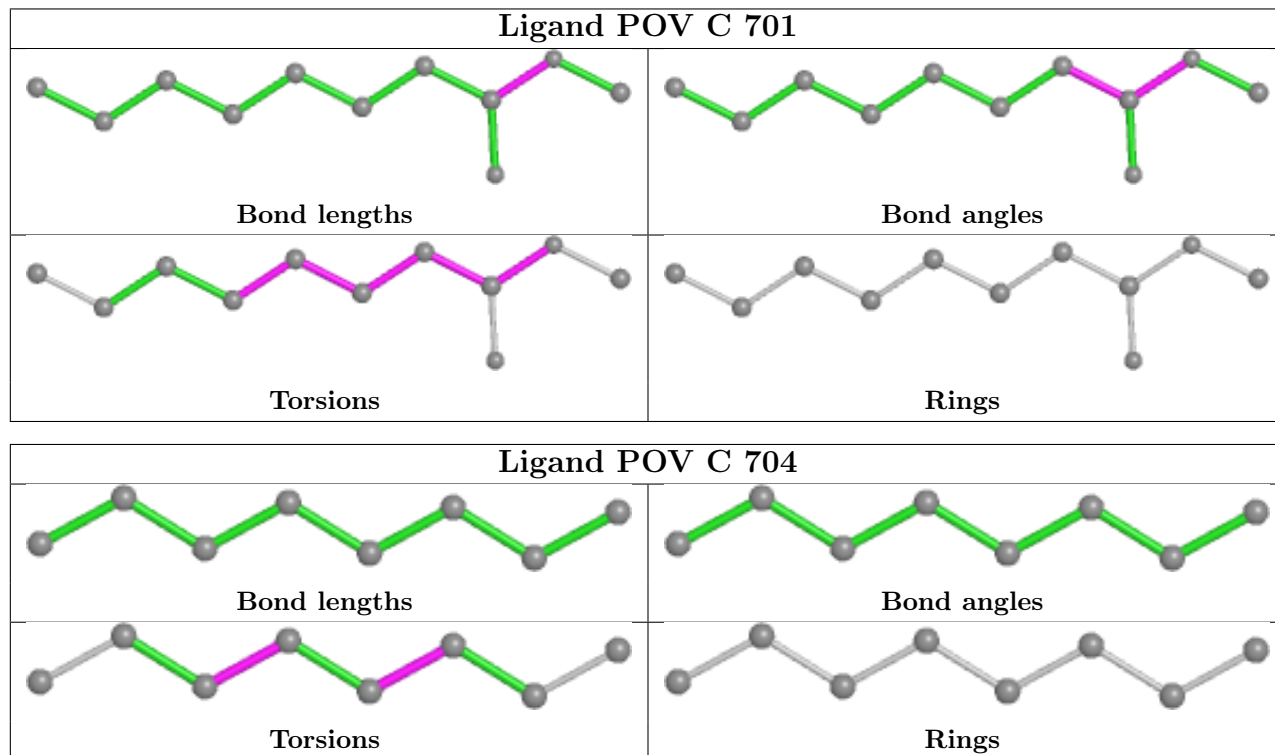 Ligand POV C 701
Bond lengths
Bond angles
Torsions
Rings
Ligand POV C 704
Bond lengths
Bond angles
Torsions
Rings